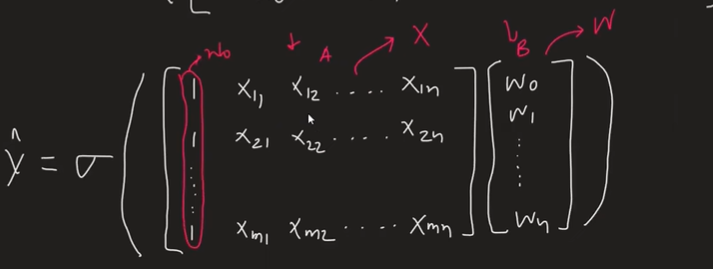 w₀ ↓ A X ↓ B W
1 x₁₁ x₁₂ ..... x₁ₙ w₀
1 x₂₁ x₂₂ ..... x₂ₙ w₁
ŷ = σ
1 xₘ₁ xₘ₂ ..... xₘₙ wₙ